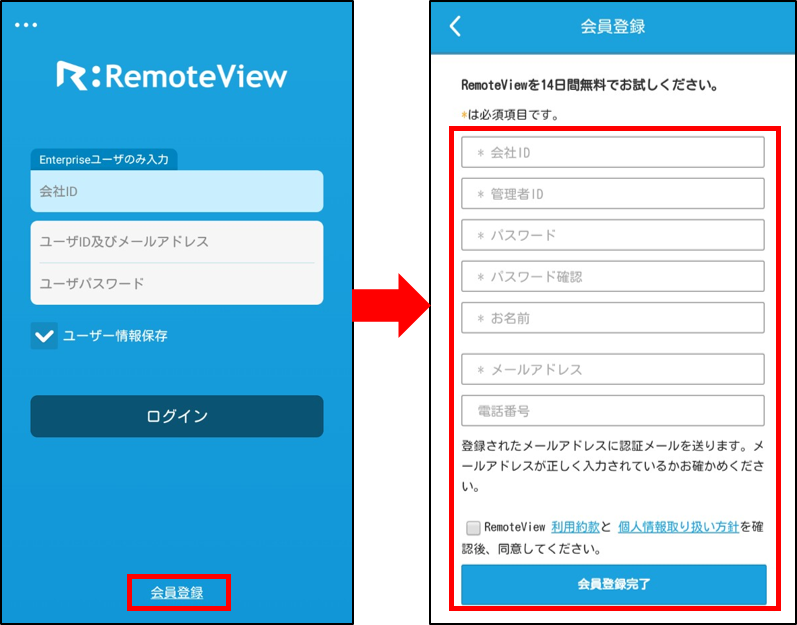 RemoteView
Enterpriseユーザのみ入力
会社ID
ユーザID及びメールアドレス
ユーザパスワード
ユーザー情報保存
ログイン
会員登録
会員登録
RemoteViewを14日間無料でお試しください。
*は必須項目です。
* 会社ID
* 管理者ID
* パスワード
* パスワード確認
* お名前
* メールアドレス
電話番号
登録されたメールアドレスに認証メールを送ります。メ
ールアドレスが正しく入力されているかお確かめくださ
い。
RemoteView 利用約款と 個人情報取り扱い方針を確
認後、同意してください。
会員登録完了